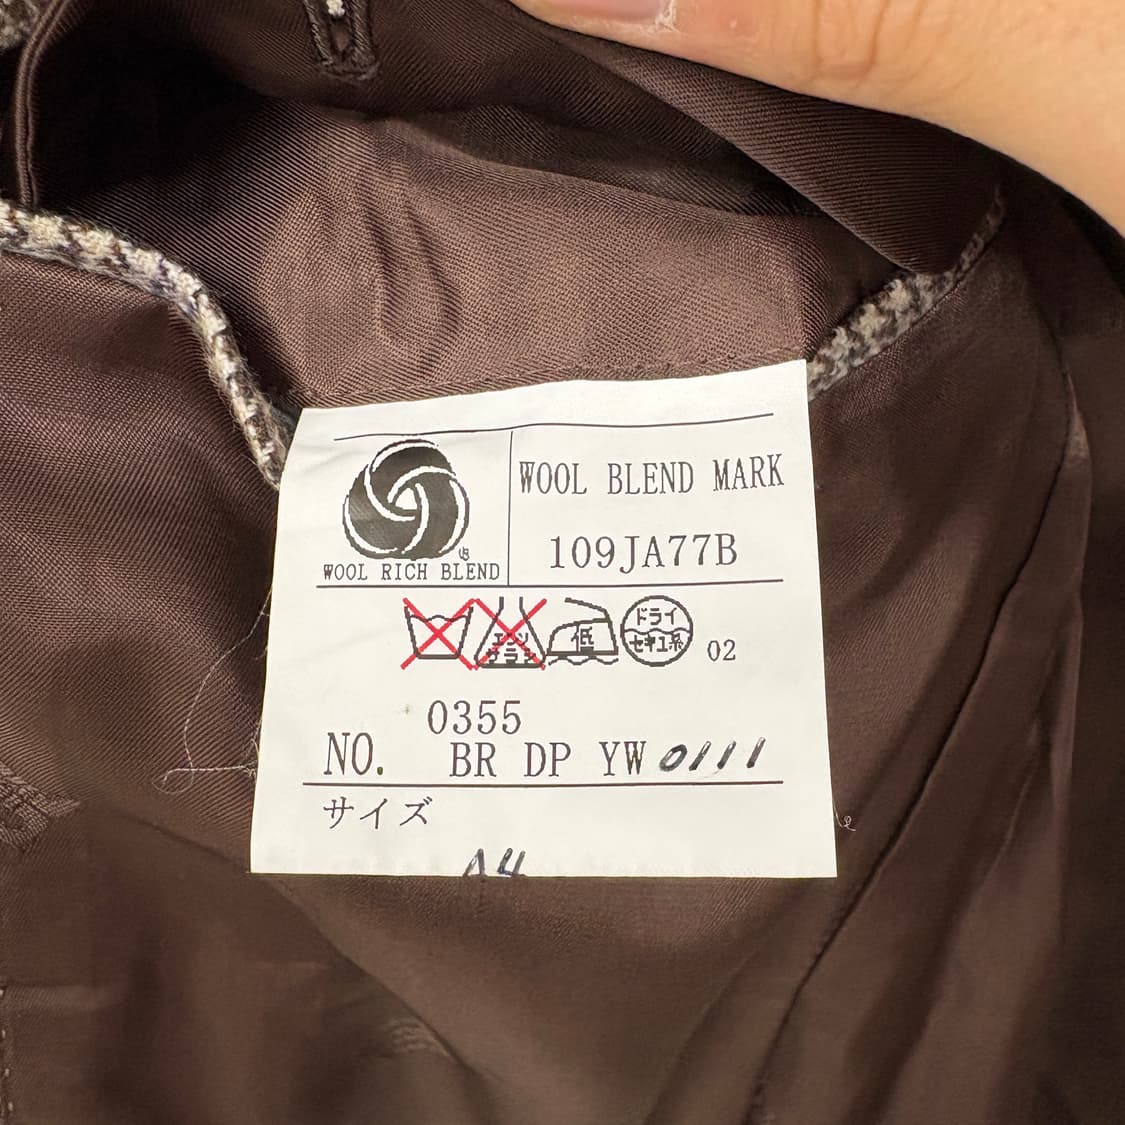 WOOL BLEND MARK
109JA77B
WOOL RICH BLEND
エンソ
サラシ
低
ドライ
セキユ系
02
0355
NO. BR DP YW 0111
サイズ
A4